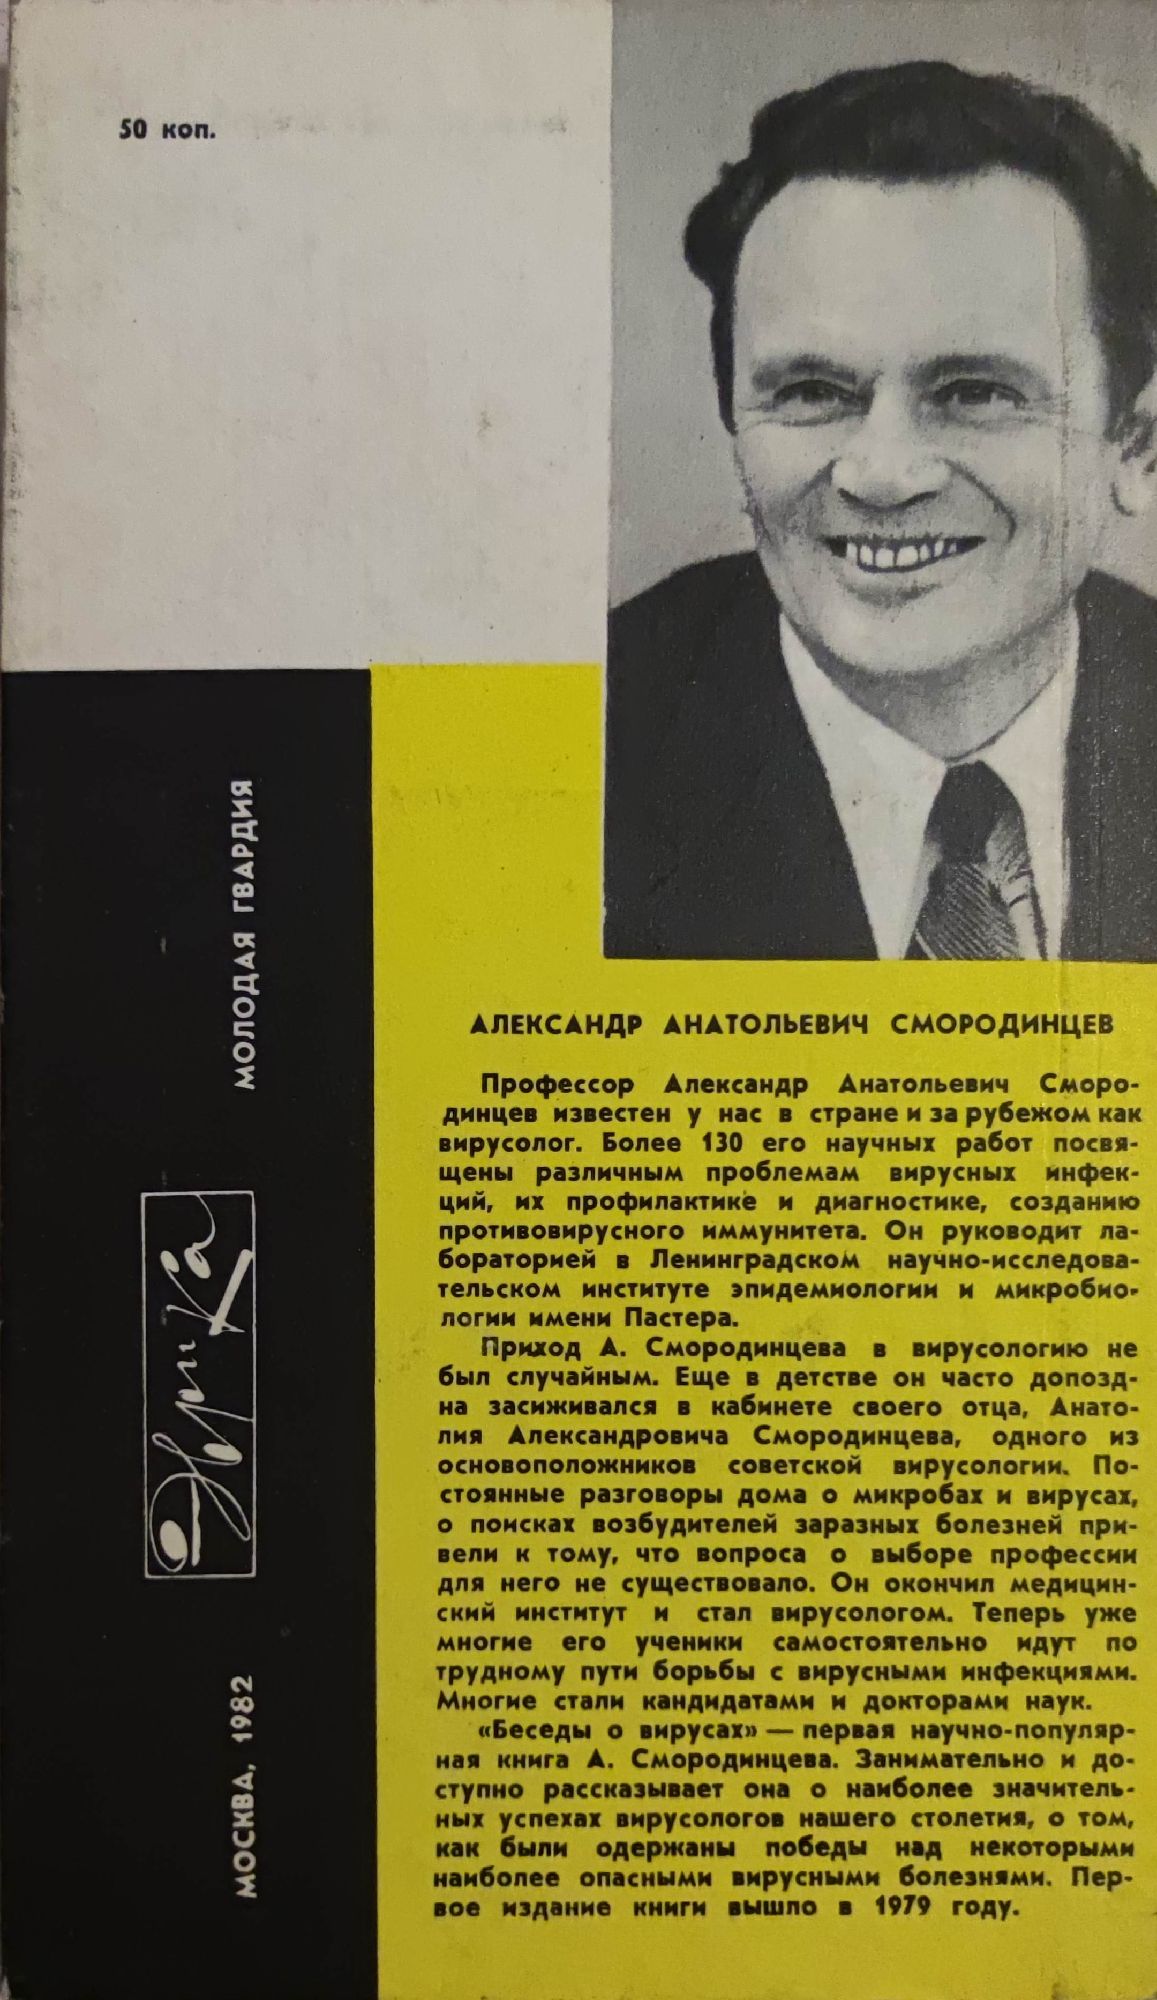 50 коп.
МОЛОДАЯ ГВАРДИЯ
Эврика
МОСКВА, 1982
АЛЕКСАНДР АНАТОЛЬЕВИЧ СМОРОДИНЦЕВ
Профессор Александр Анатольевич Сморо-
динцев известен у нас в стране и за рубежом как
вирусолог. Более 130 его научных работ посвя-
щены различным проблемам вирусных инфек-
ций, их профилактике и диагностике, созданию
противовирусного иммунитета. Он руководит ла-
бораторией в Ленинградском научно-исследова-
тельском институте эпидемиологии и микробио-
логии имени Пастера.
Приход А. Смородинцева в вирусологию не
был случайным. Еще в детстве он часто допозд-
на засиживался в кабинете своего отца, Анато-
лия Александровича Смородинцева, одного из
основоположников советской вирусологии. По-
стоянные разговоры дома о микробах и вирусах,
о поисках возбудителей заразных болезней при-
вели к тому, что вопроса о выборе профессии
для него не существовало. Он окончил медицин-
ский институт и стал вирусологом. Теперь уже
многие его ученики самостоятельно идут по
трудному пути борьбы с вирусными инфекциями.
Многие стали кандидатами и докторами наук.
«Беседы о вирусах» — первая научно-популяр-
ная книга А. Смородинцева. Занимательно и до-
ступно рассказывает она о наиболее значитель-
ных успехах вирусологов нашего столетия, о том,
как были одержаны победы над некоторыми
наиболее опасными вирусными болезнями. Пер-
вое издание книги вышло в 1979 году.